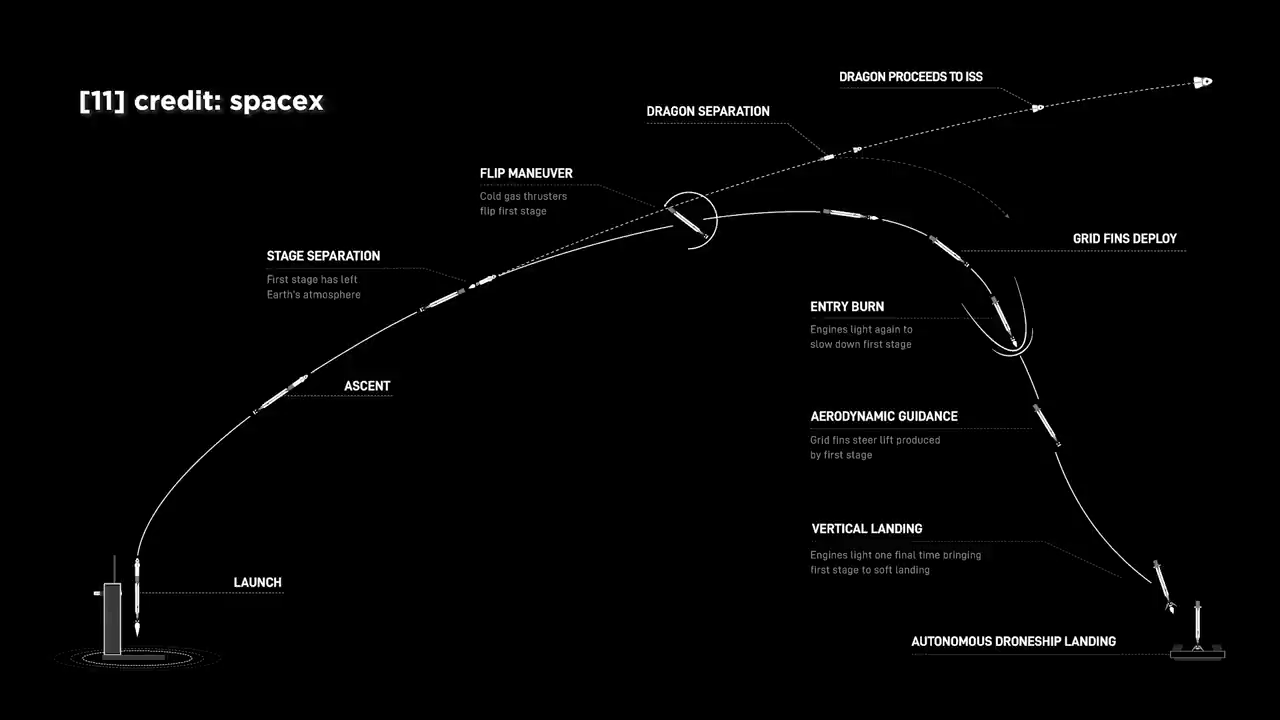 [11] credit: spacex
DRAGON PROCEEDS TO ISS
DRAGON SEPARATION
FLIP MANEUVER
Cold gas thrusters
flip first stage
STAGE SEPARATION
First stage has left
Earth's atmosphere
ASCENT
LAUNCH
GRID FINS DEPLOY
ENTRY BURN
Engines light again to
slow down first stage
AERODYNAMIC GUIDANCE
Grid fins steer lift produced
by first stage
VERTICAL LANDING
Engines light one final time bringing
first stage to soft landing
AUTONOMOUS DRONESHIP LANDING